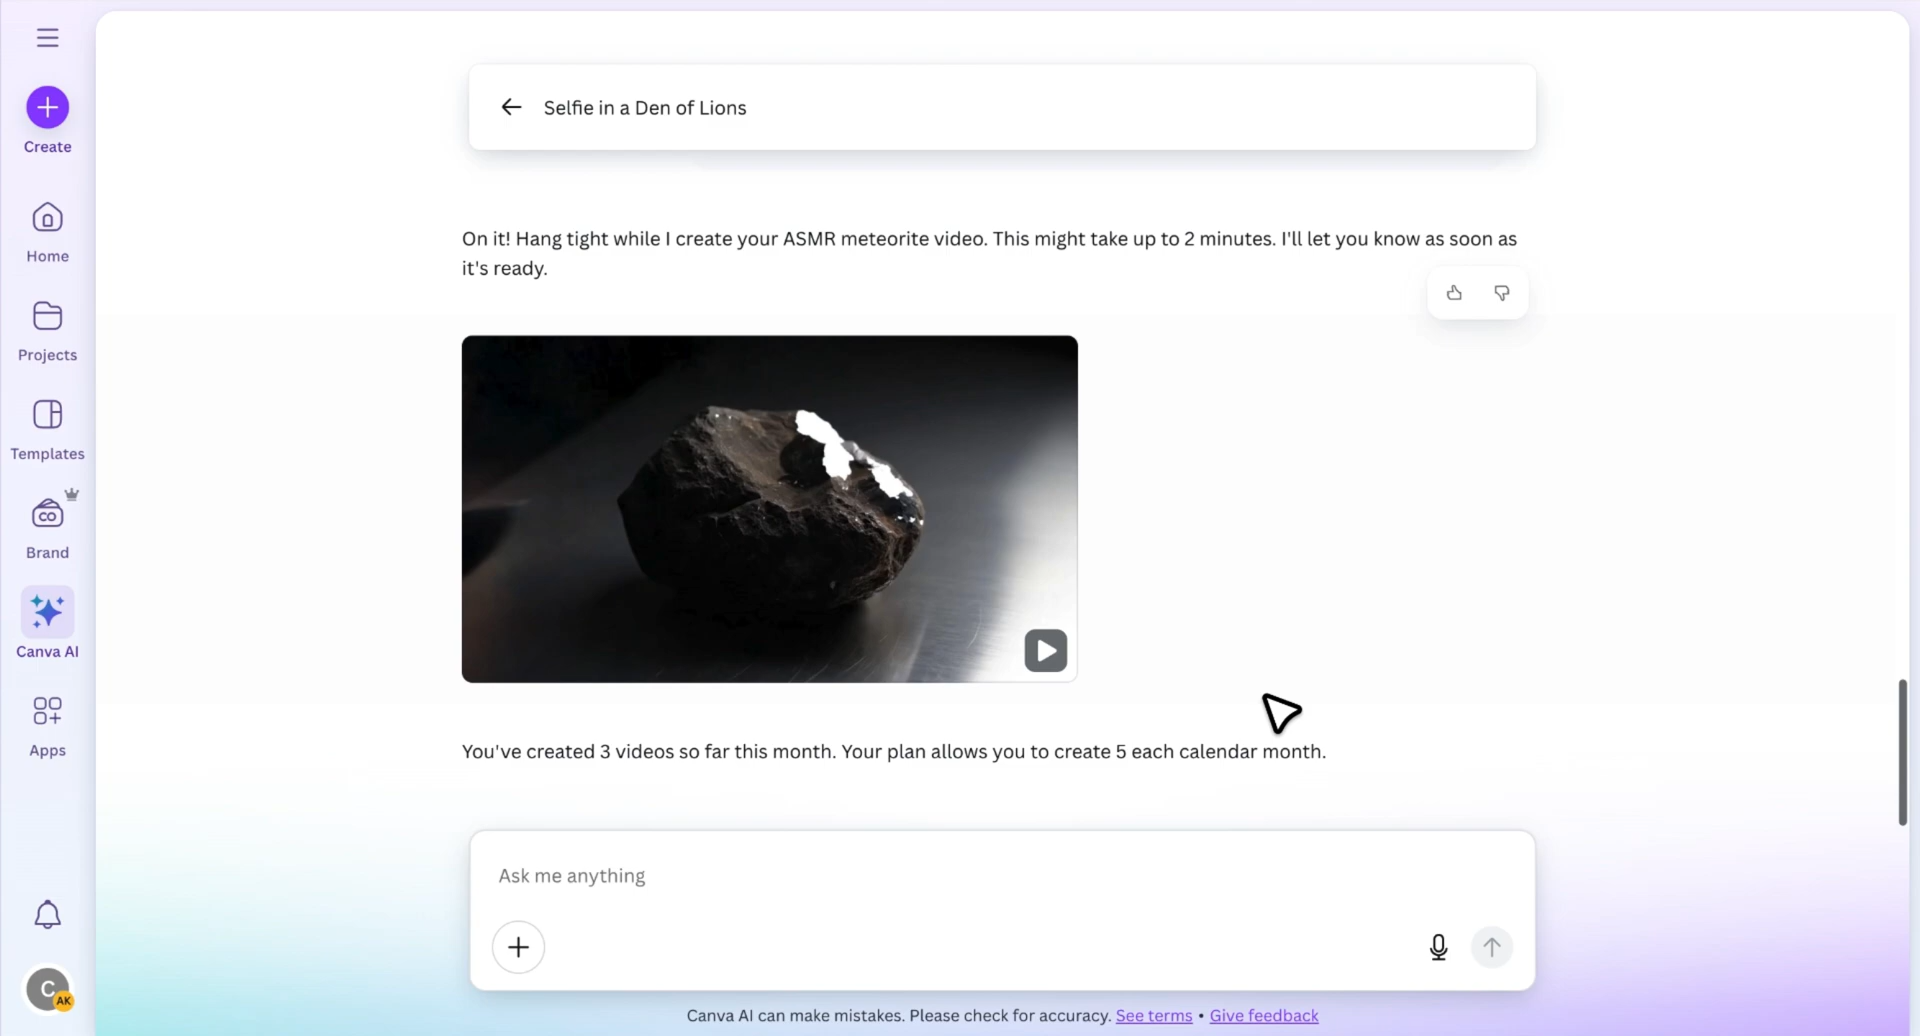 Create
Home
Projects
Templates
CO
Brand
Canva AI
Apps
C
AK
Selfie in a Den of Lions
On it! Hang tight while I create your ASMR meteorite video. This might take up to 2 minutes. I'll let you know as soon as
it's ready.
You've created 3 videos so far this month. Your plan allows you to create 5 each calendar month.
Ask me anything
Canva AI can make mistakes. Please check for accuracy. See terms • Give feedback